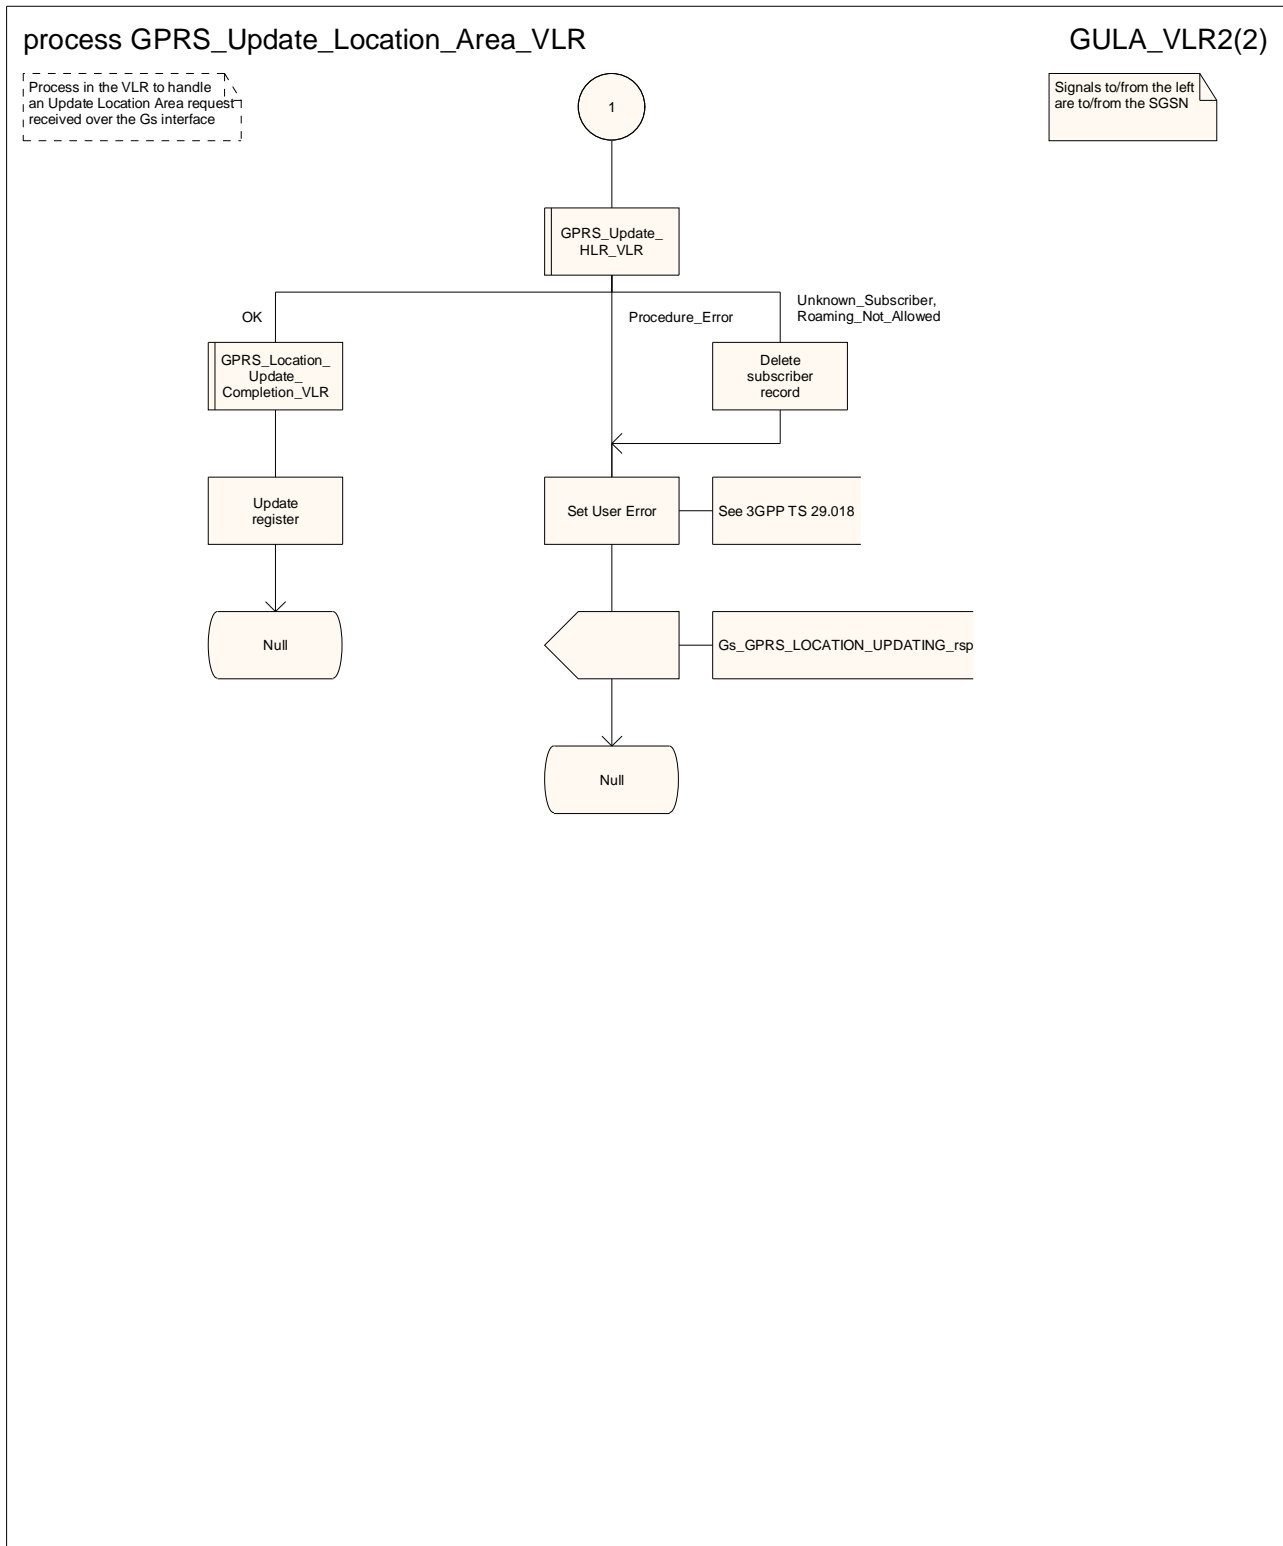 process GPRS_Update_Location_Area_VLR
GULA_VLR2(2)
Process in the VLR to handle
an Update Location Area request
received over the Gs interface
Signals to/from the left
are to/from the SGSN
1
GPRS_Update_
HLR_VLR
OK
Procedure_Error
Unknown_Subscriber,
Roaming_Not_Allowed
GPRS_Location_
Update_
Completion_VLR
Delete
subscriber
record
Update
register
Set User Error
See 3GPP TS 29.018
Null
Gs_GPRS_LOCATION_UPDATING_rsp
Null